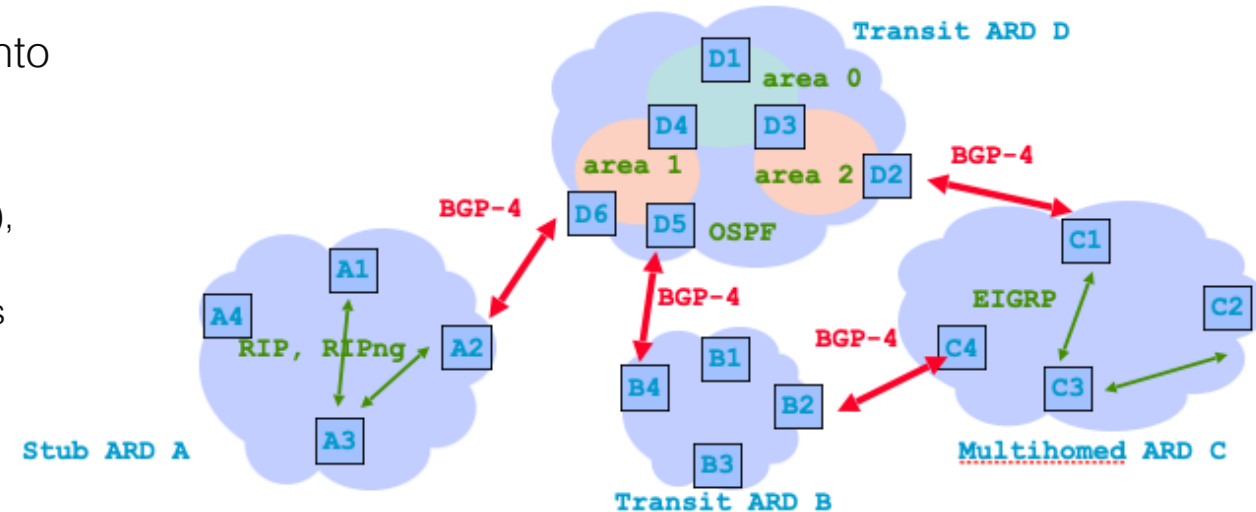 nto
),
s
Transit ARD D
D1
area 0
D4
D3
area 1
area 2
D2
BGP-4
BGP-4
D6
D5
OSPF
C1
A1
BGP-4
EIGRP
C2
A4
RIP, RIPng
A2
B1
BGP-4
C4
B4
B2
C3
A3
Stub ARD A
B3
Multihomed ARD C
Transit ARD B